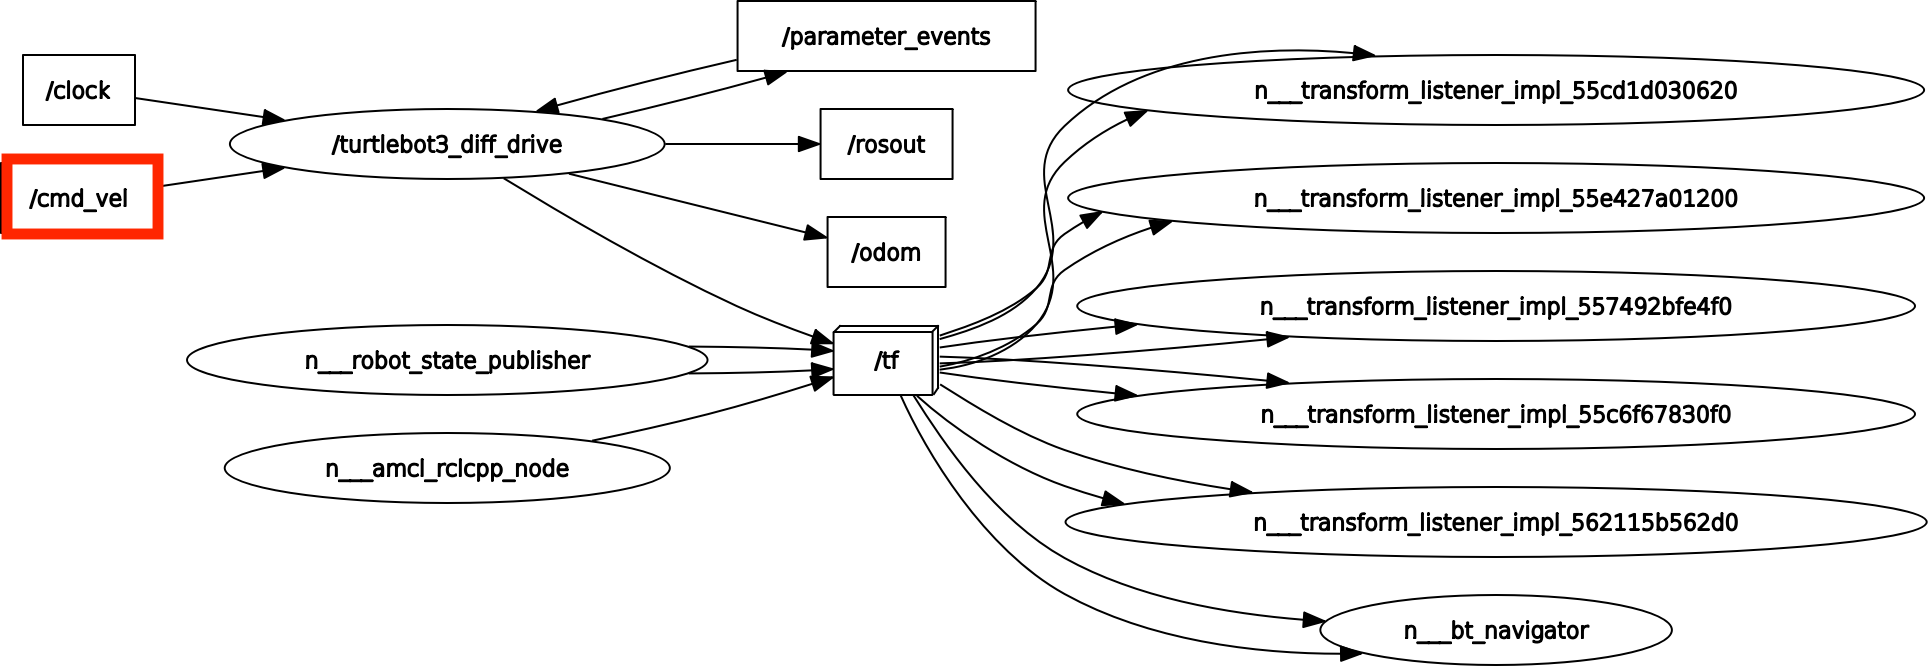 /clock
/cmd_vel
/turtlebot3_diff_drive
n___robot_state_publisher
n___amcl_rclcpp_node
/parameter_events
/rosout
/odom
/tf
n___transform_listener_impl_55cd1d030620
n___transform_listener_impl_55e427a01200
n___transform_listener_impl_557492bfe4f0
n___transform_listener_impl_55c6f67830f0
n___transform_listener_impl_562115b562d0
n___bt_navigator